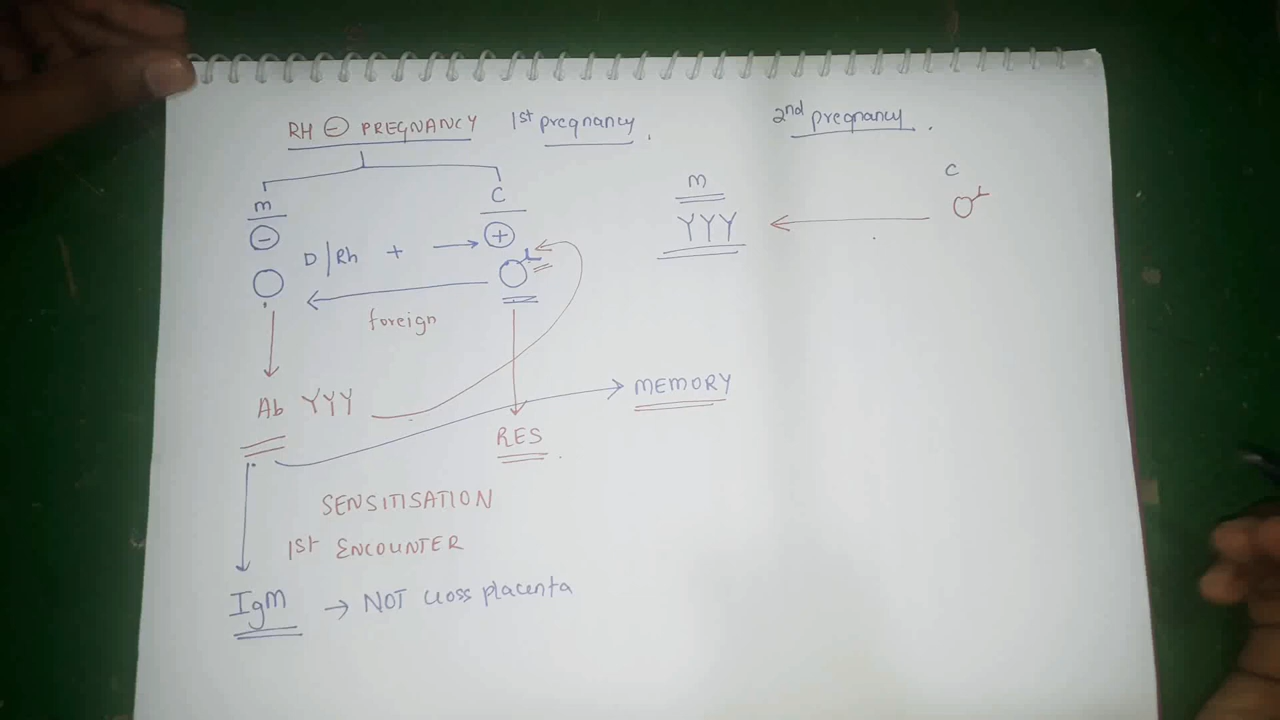 RH ⊖ PREGNANCY 1st pregnancy.
2nd pregnancy.
m
C
m
C
−
+
YYY
D/Rh +
foreign
Ab YYY
MEMORY
RES
SENSITISATION
1st ENCOUNTER
IgM → NOT cross placenta